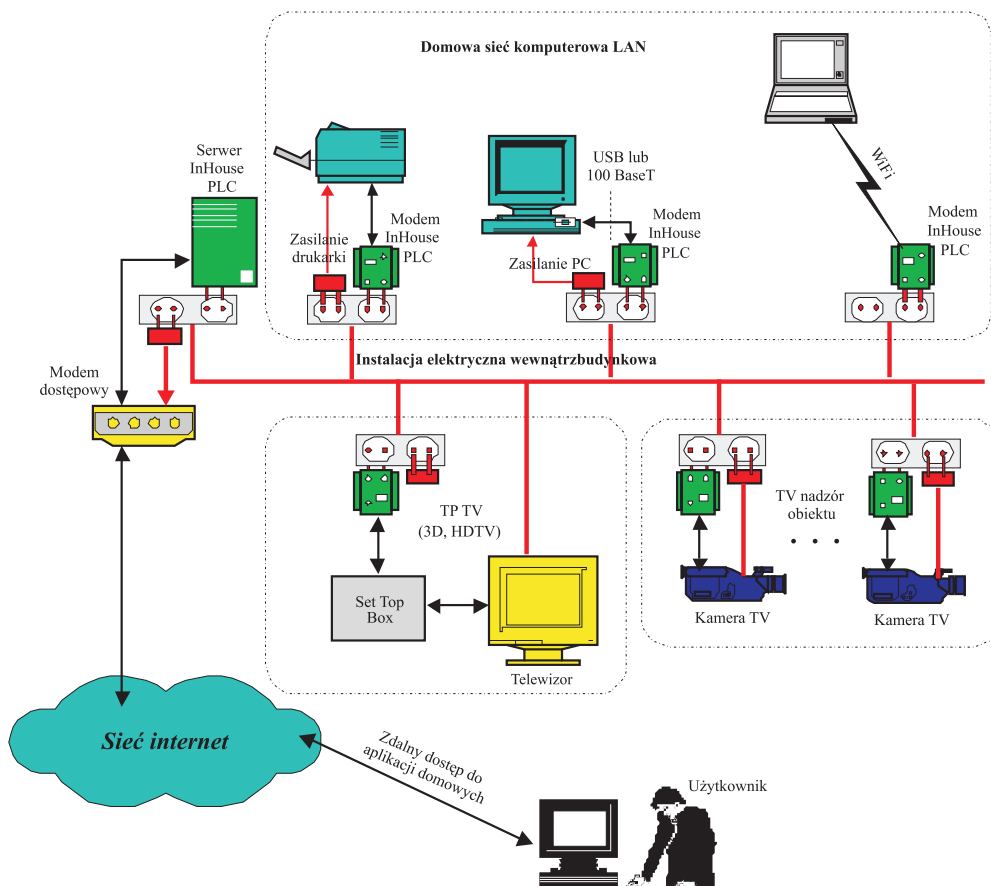 Domowa sieć komputerowa LAN
Serwer
InHouse
PLC
Zasilanie
drukarki
Modem
InHouse
PLC
USB lub
100 BaseT
Zasilanie PC
Modem
InHouse
PLC
WiFi
Modem
InHouse
PLC
Instalacja elektryczna wewnątrzbudynkowa
Modem
dostępowy
TP TV
(3D, HDTV)
Set Top
Box
Telewizor
TV nadzór
obiektu
. . .
Kamera TV
Kamera TV
Sieć internet
Zdalny dostęp do
aplikacji domowych
Użytkownik